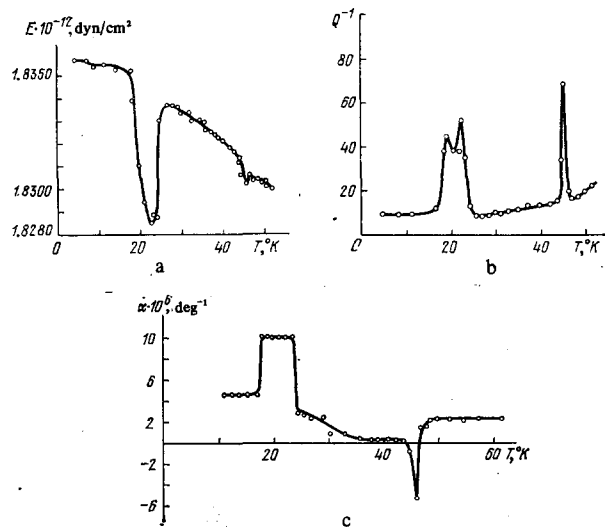 E·10⁻¹², dyn/cm²
1.8350
1.8300
1.8280
0 20 40 T,°K
a
Q⁻¹
80
60
40
20
0 20 40 T,°K
b
α·10⁶, deg⁻¹
10
6
2
-2
-6
20 40 60 T,°K
c